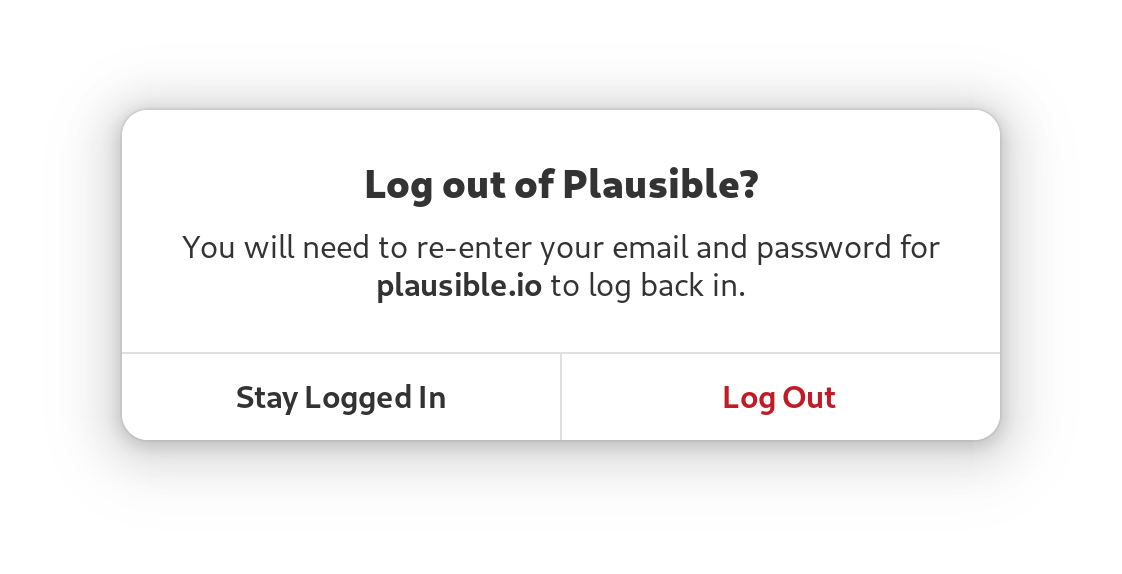 Log out of Plausible?
You will need to re-enter your email and password for
plausible.io to log back in.
Stay Logged In
Log Out